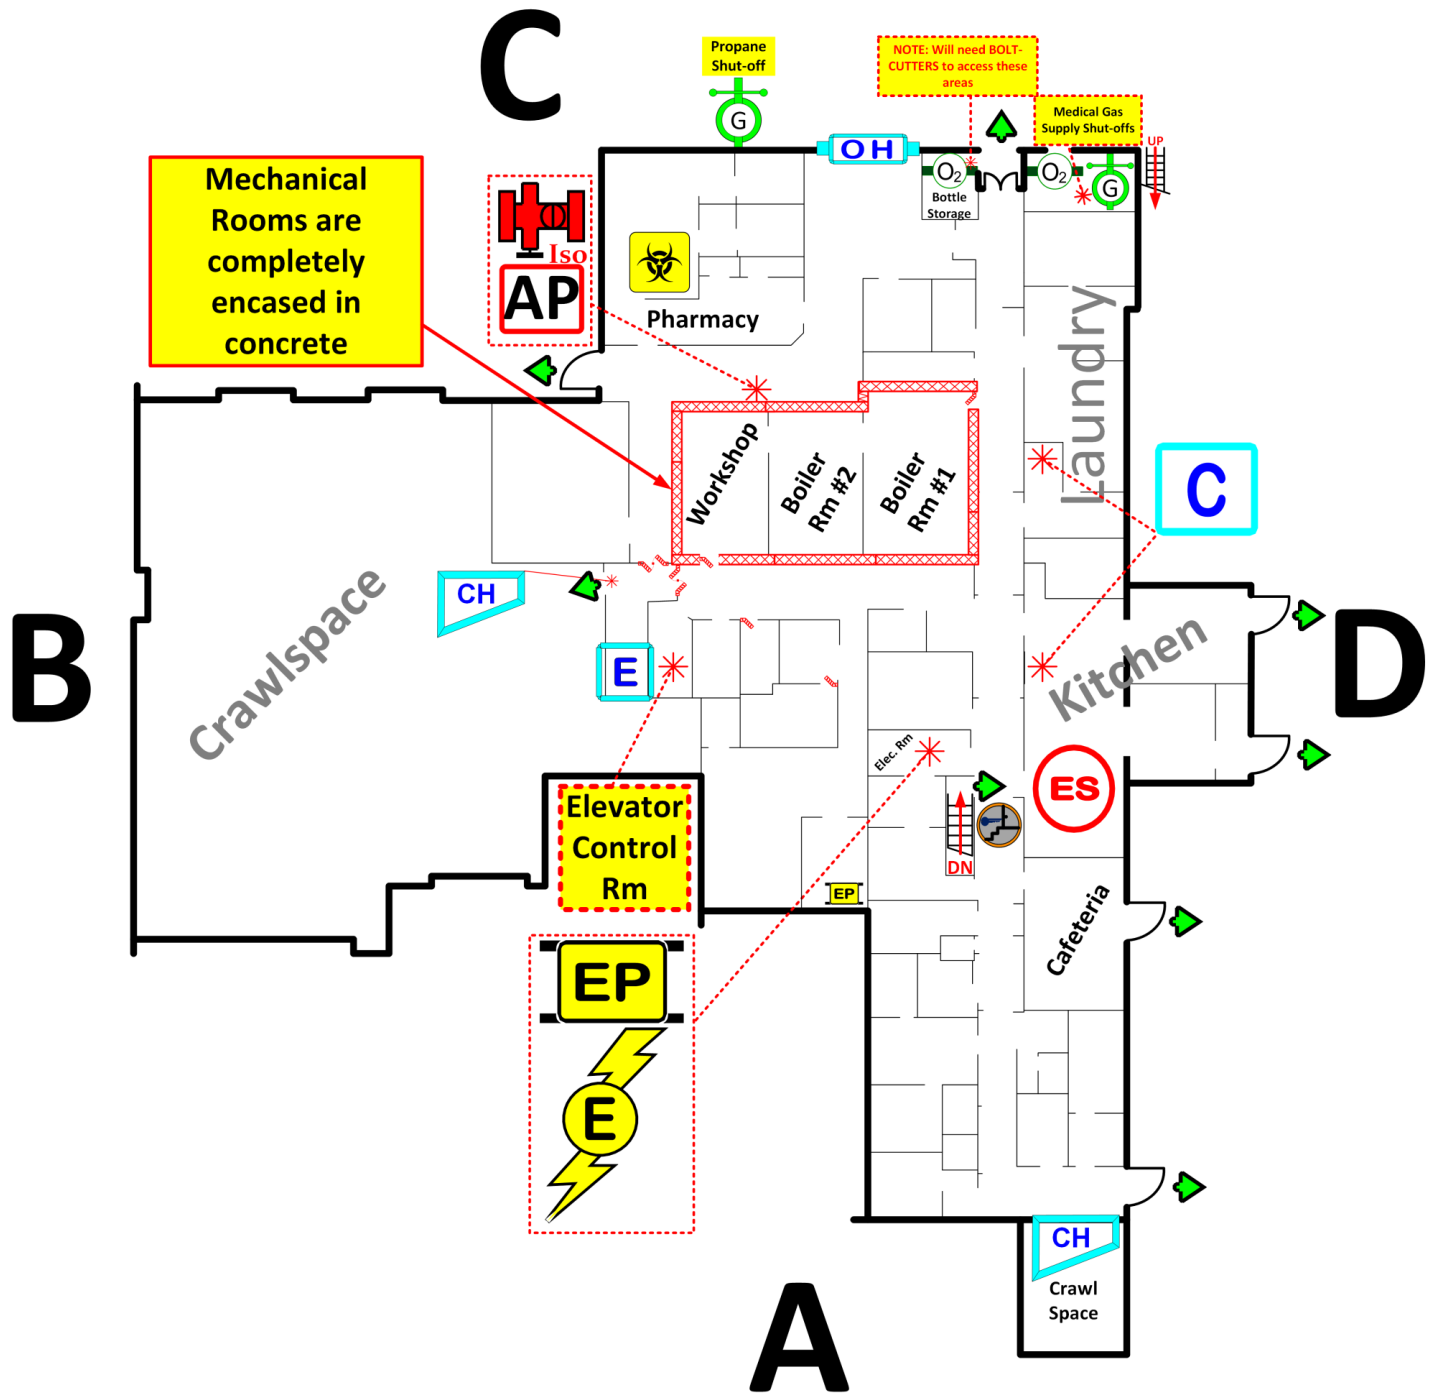 C
Propane
Shut-off
G
NOTE: Will need BOLT-
CUTTERS to access these
areas
Medical Gas
Supply Shut-offs
UP
OH
O2
Bottle
Storage
O2
G
Mechanical
Rooms are
completely
encased in
concrete
Iso
AP
Pharmacy
Laundry
Workshop
Boiler
Rm #2
Boiler
Rm #1
C
CH
Crawlspace
B
E
Kitchen
D
Elec. Rm
ES
DN
Elevator
Control
Rm
EP
Cafeteria
EP
E
CH
Crawl
Space
A